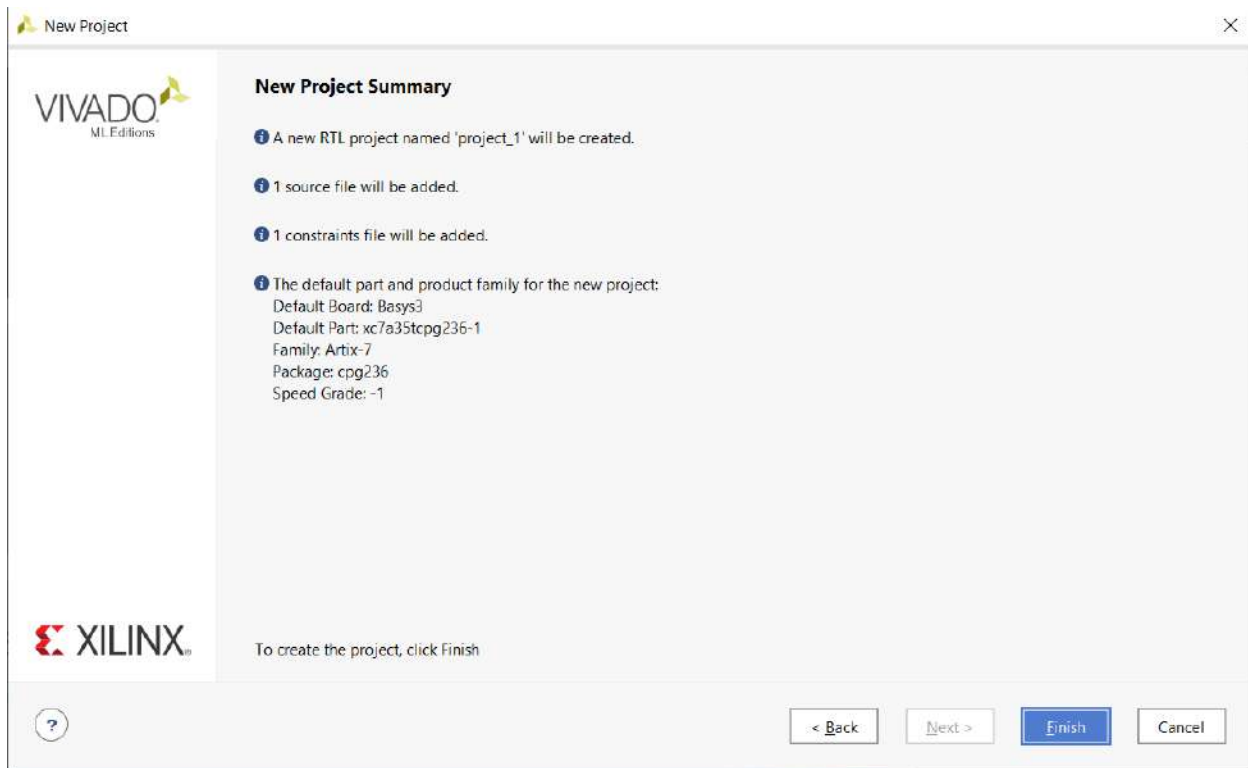 New Project
VIVADO.
ML Editions
New Project Summary
A new RTL project named 'project_1' will be created.
1 source file will be added.
1 constraints file will be added.
The default part and product family for the new project:
Default Board: Basys3
Default Part: xc7a35tcpg236-1
Family: Artix-7
Package: cpg236
Speed Grade: -1
XILINX
To create the project, click Finish
?
< Back
Next >
Finish
Cancel